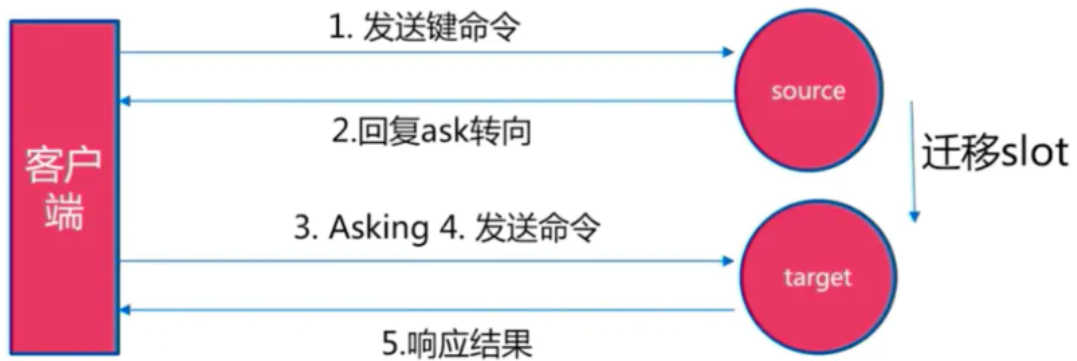 1. 发送键命令
source
2.回复ask转向
客户
端
迁移slot
3. Asking 4. 发送命令
target
5.响应结果